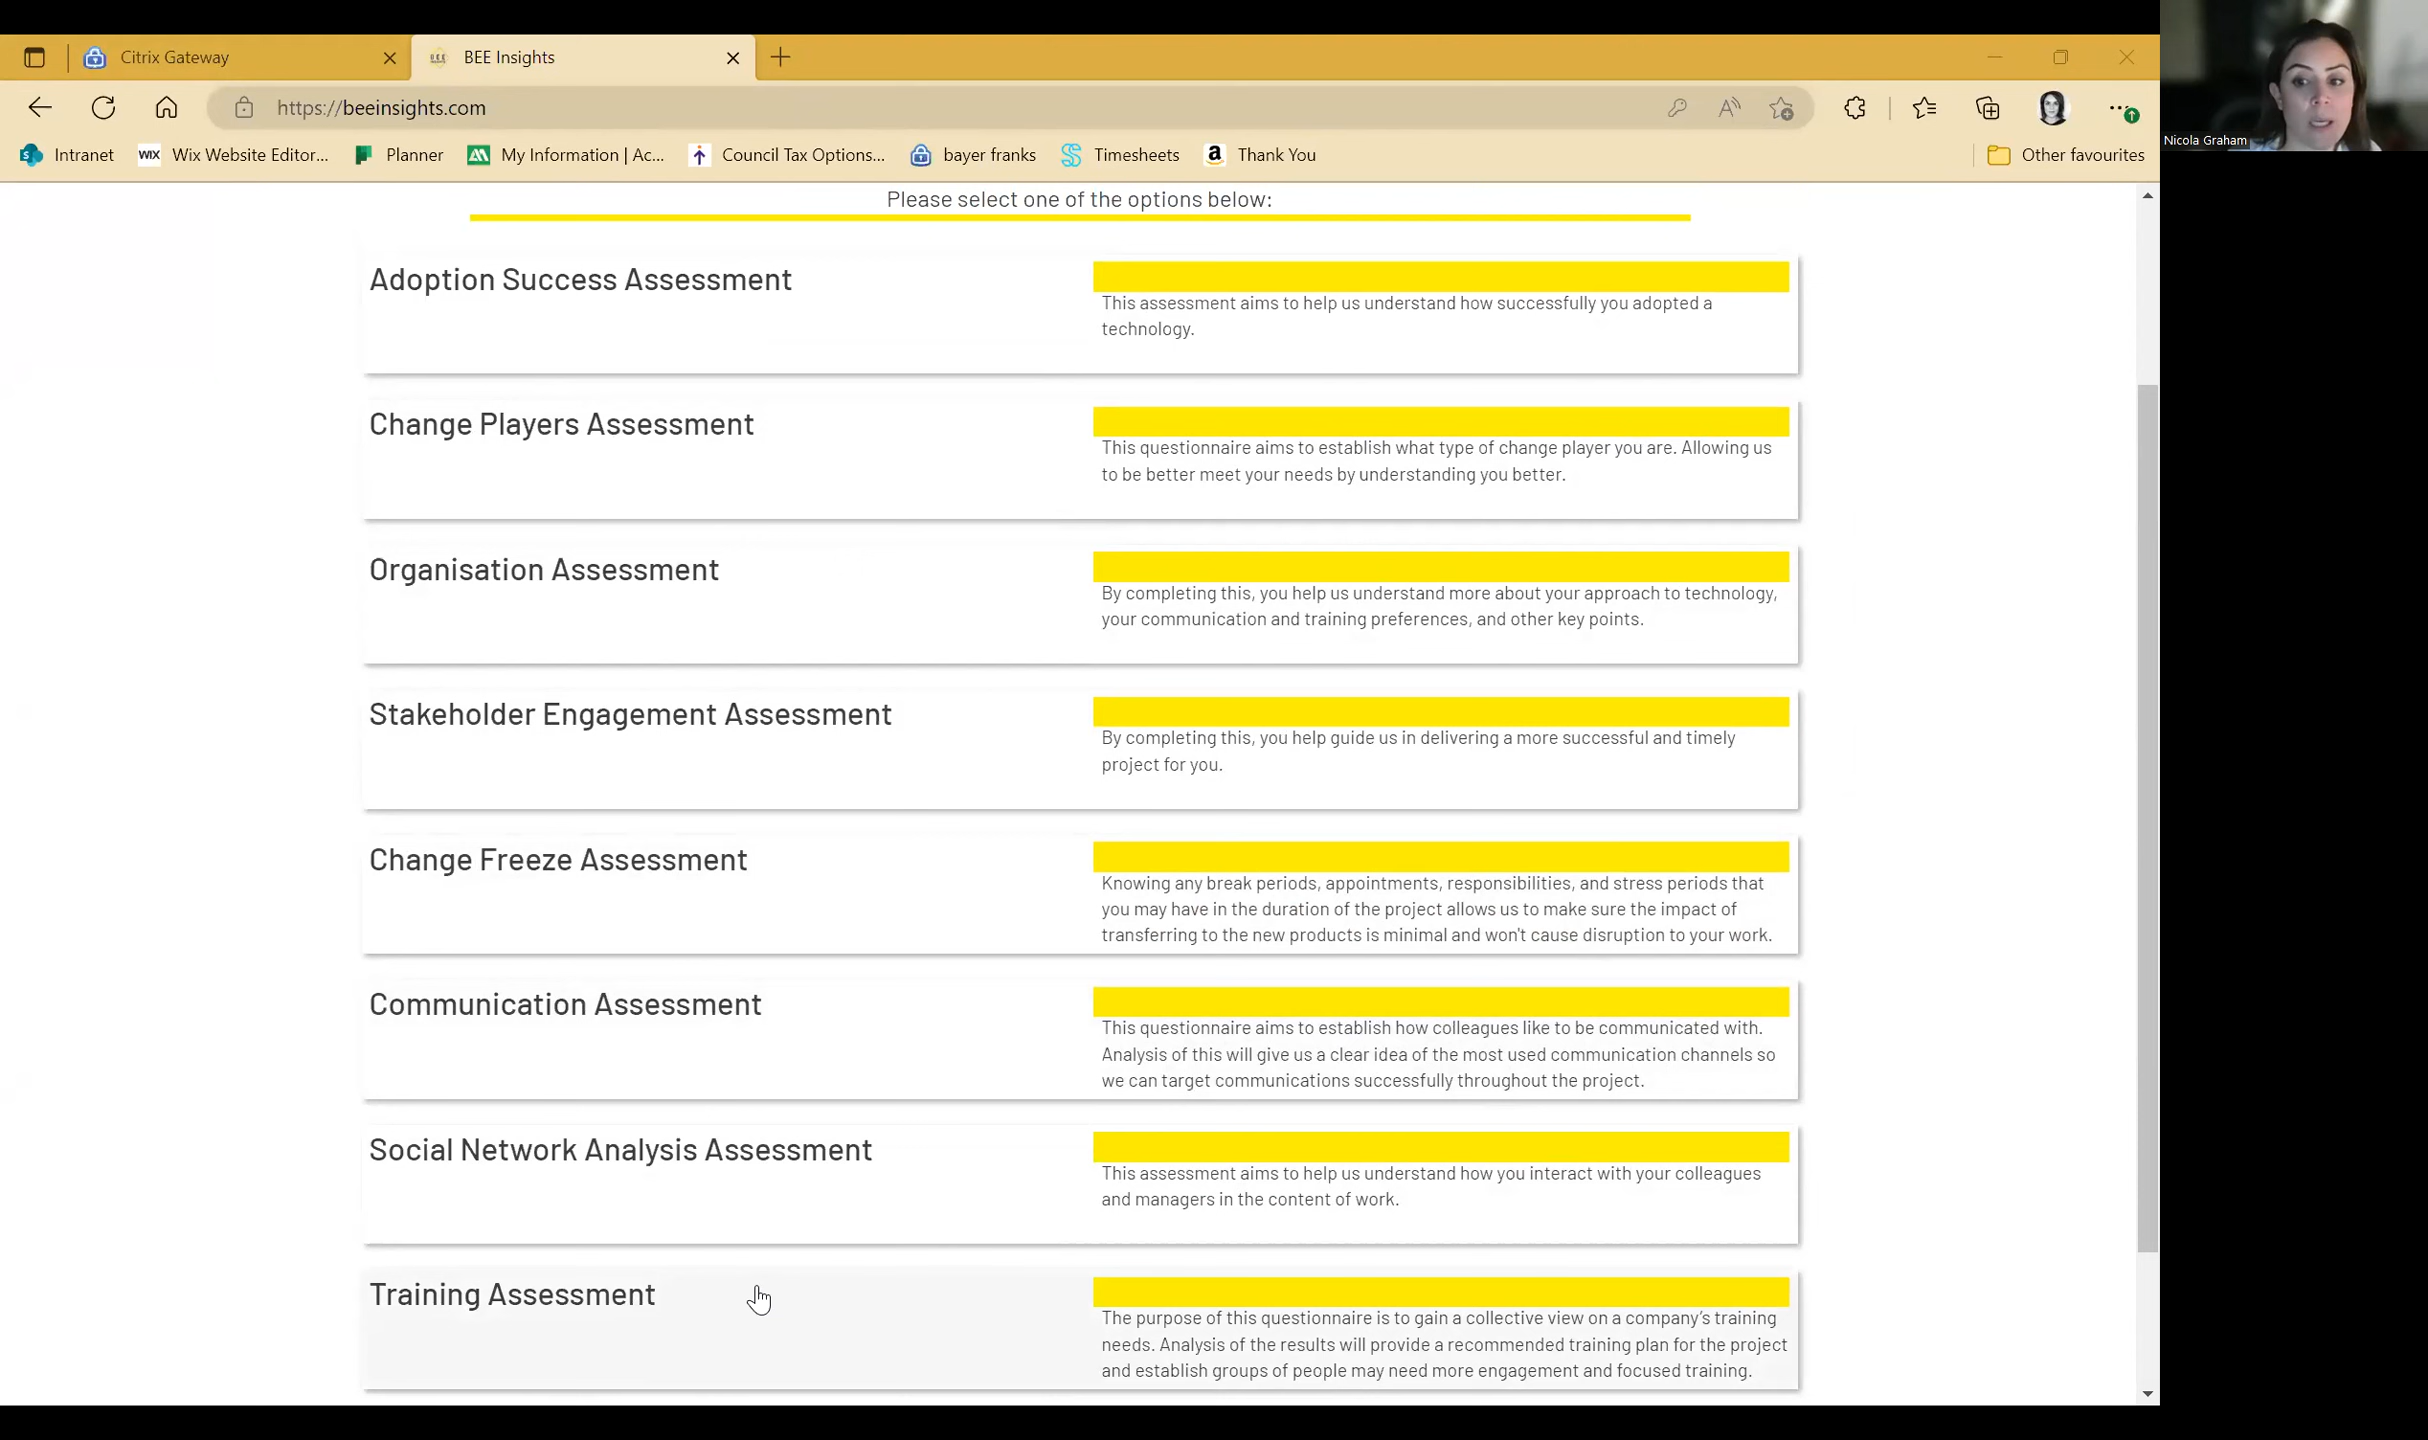 Citrix Gateway
BEE Insights
https://beeinsights.com
Intranet
WIX Wix Website Editor...
Planner
My Information | Ac...
Council Tax Options...
bayer franks
Timesheets
Thank You
Other favourites
Nicola Graham
Please select one of the options below:
Adoption Success Assessment
This assessment aims to help us understand how successfully you adopted a
technology.
Change Players Assessment
This questionnaire aims to establish what type of change player you are. Allowing us
to be better meet your needs by understanding you better.
Organisation Assessment
By completing this, you help us understand more about your approach to technology,
your communication and training preferences, and other key points.
Stakeholder Engagement Assessment
By completing this, you help guide us in delivering a more successful and timely
project for you.
Change Freeze Assessment
Knowing any break periods, appointments, responsibilities, and stress periods that
you may have in the duration of the project allows us to make sure the impact of
transferring to the new products is minimal and won't cause disruption to your work.
Communication Assessment
This questionnaire aims to establish how colleagues like to be communicated with.
Analysis of this will give us a clear idea of the most used communication channels so
we can target communications successfully throughout the project.
Social Network Analysis Assessment
This assessment aims to help us understand how you interact with your colleagues
and managers in the content of work.
Training Assessment
The purpose of this questionnaire is to gain a collective view on a company's training
needs. Analysis of the results will provide a recommended training plan for the project
and establish groups of people may need more engagement and focused training.